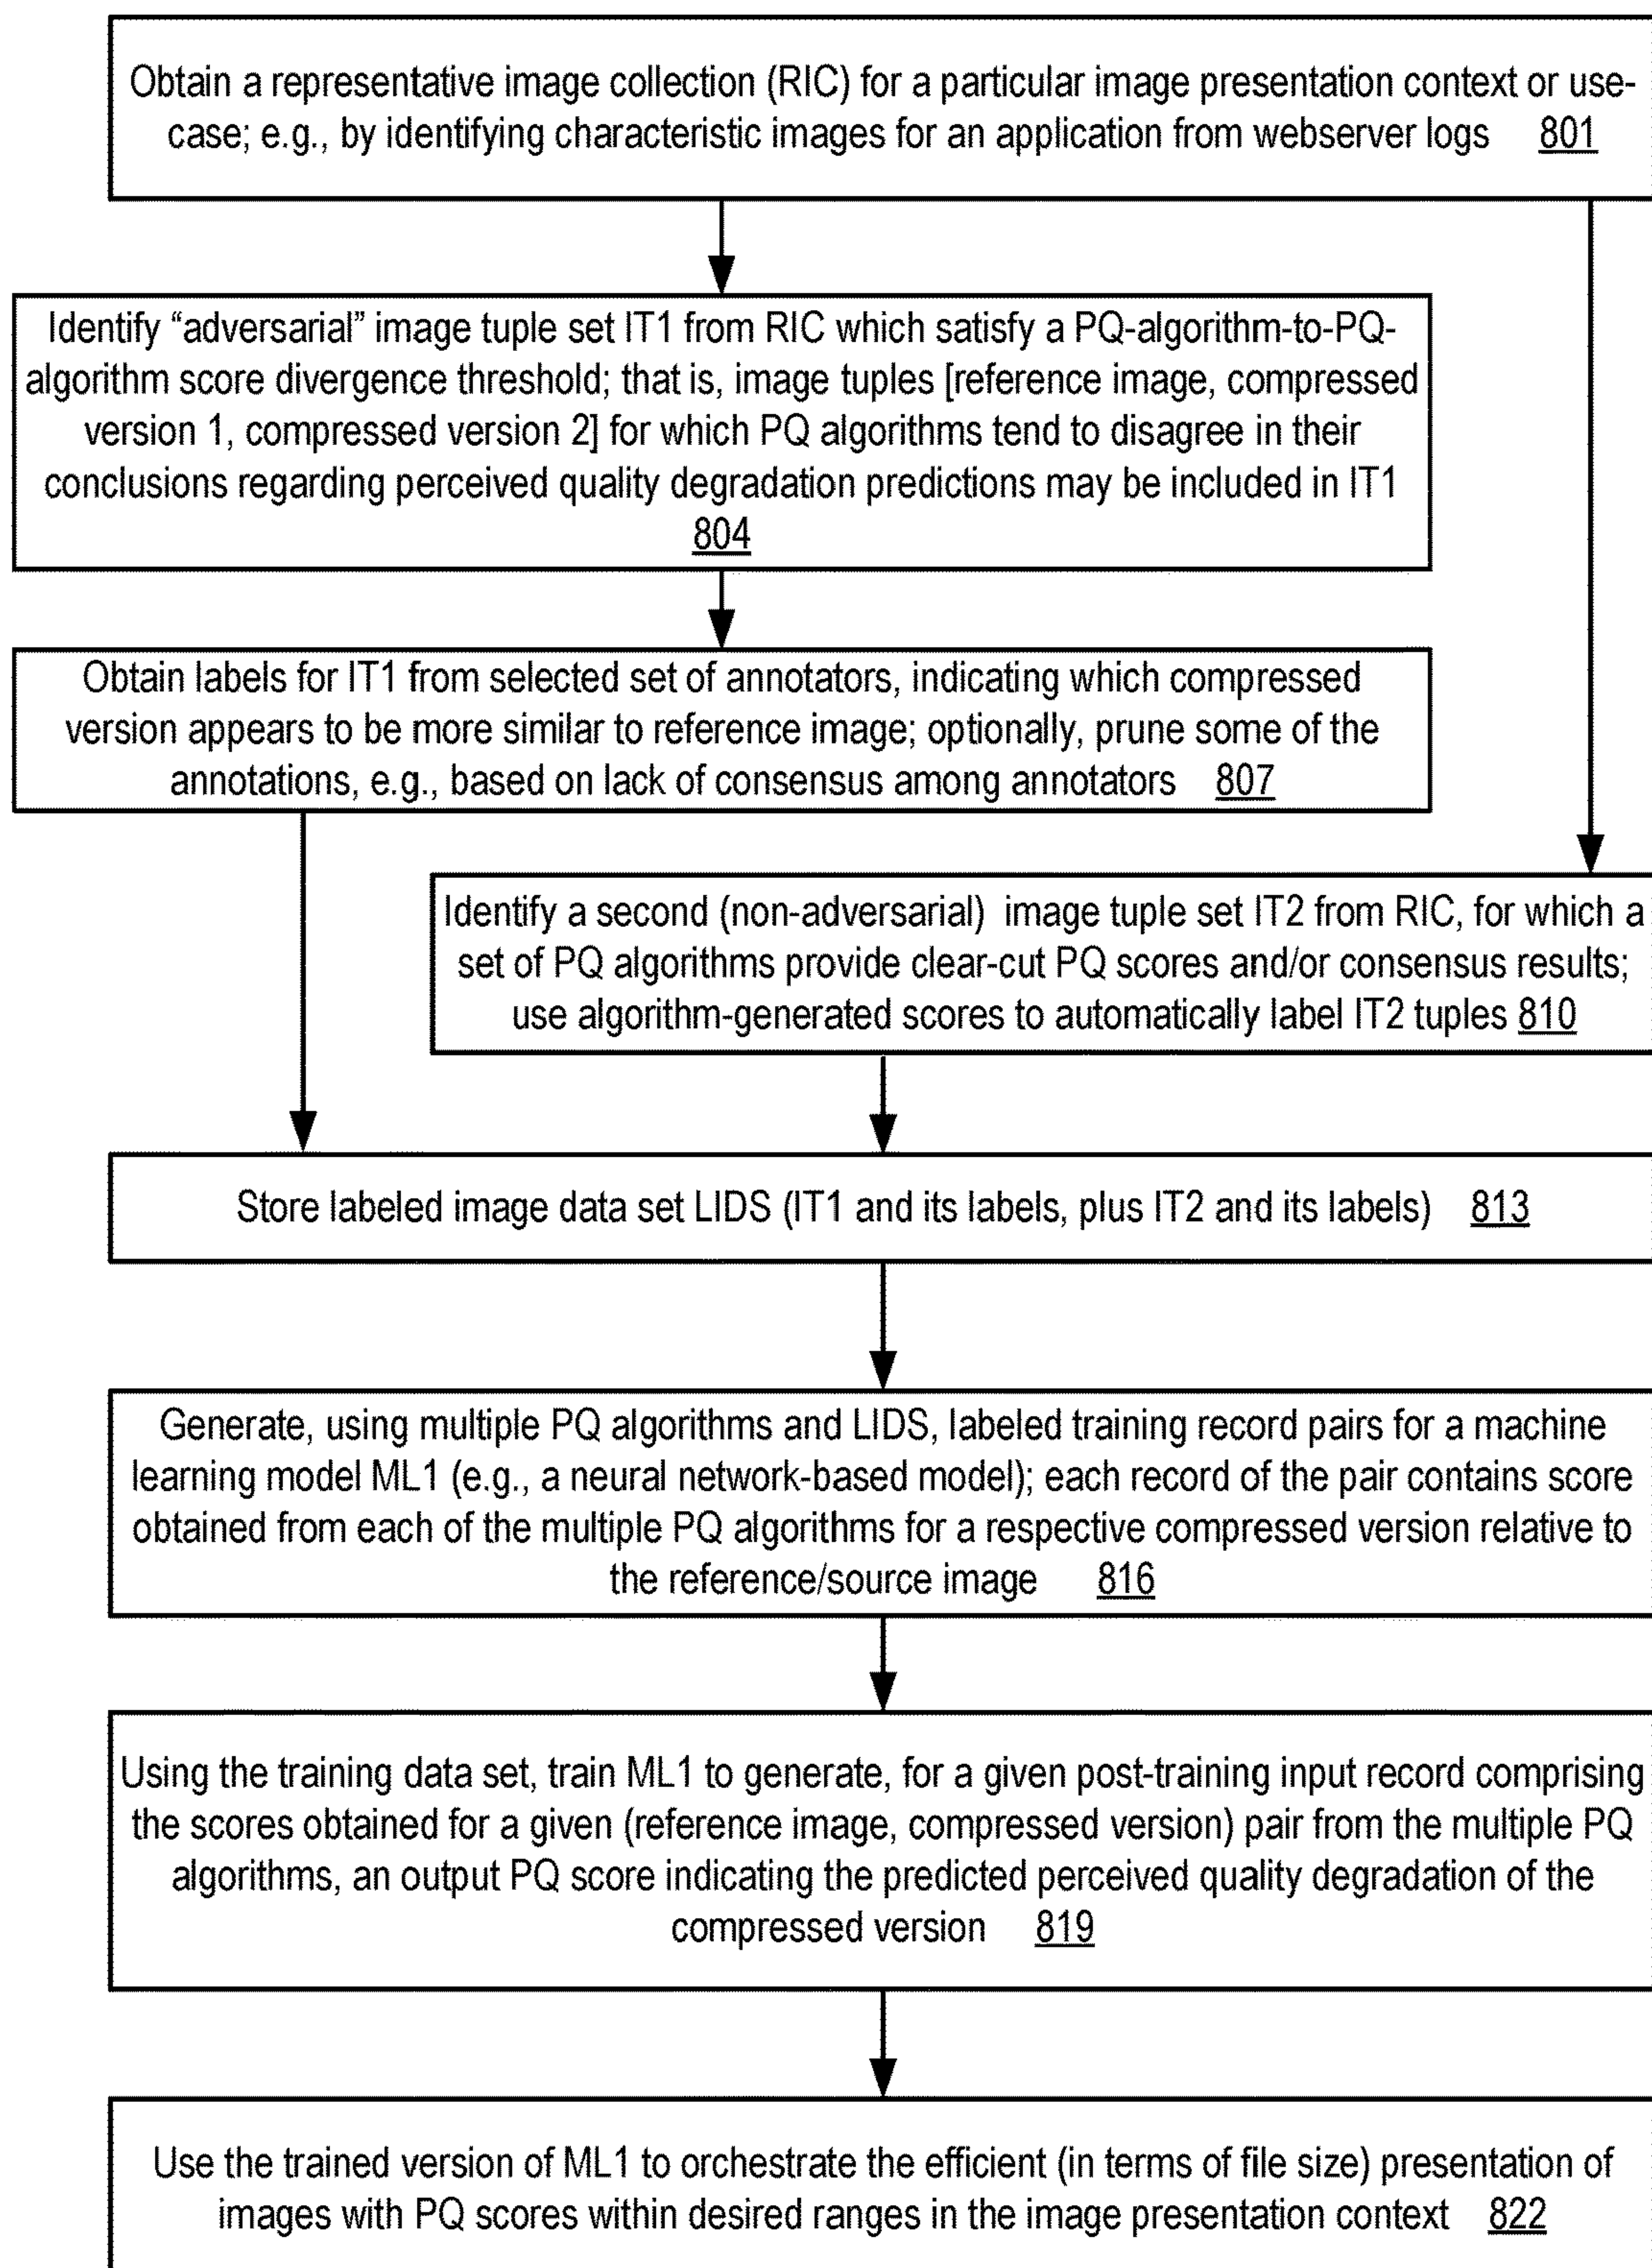 Obtain a representative image collection (RIC) for a particular image presentation context or use-
case; e.g., by identifying characteristic images for an application from webserver logs 801
Identify “adversarial” image tuple set IT1 from RIC which satisfy a PQ-algorithm-to-PQ-
algorithm score divergence threshold; that is, image tuples [reference image, compressed
version 1, compressed version 2] for which PQ algorithms tend to disagree in their
conclusions regarding perceived quality degradation predictions may be included in IT1
804
Obtain labels for IT1 from selected set of annotators, indicating which compressed
version appears to be more similar to reference image; optionally, prune some of the
annotations, e.g., based on lack of consensus among annotators 807
Identify a second (non-adversarial) image tuple set IT2 from RIC, for which a
set of PQ algorithms provide clear-cut PQ scores and/or consensus results;
use algorithm-generated scores to automatically label IT2 tuples 810
Store labeled image data set LIDS (IT1 and its labels, plus IT2 and its labels) 813
Generate, using multiple PQ algorithms and LIDS, labeled training record pairs for a machine
learning model ML1 (e.g., a neural network-based model); each record of the pair contains score
obtained from each of the multiple PQ algorithms for a respective compressed version relative to
the reference/source image 816
Using the training data set, train ML1 to generate, for a given post-training input record comprising
the scores obtained for a given (reference image, compressed version) pair from the multiple PQ
algorithms, an output PQ score indicating the predicted perceived quality degradation of the
compressed version 819
Use the trained version of ML1 to orchestrate the efficient (in terms of file size) presentation of
images with PQ scores within desired ranges in the image presentation context 822